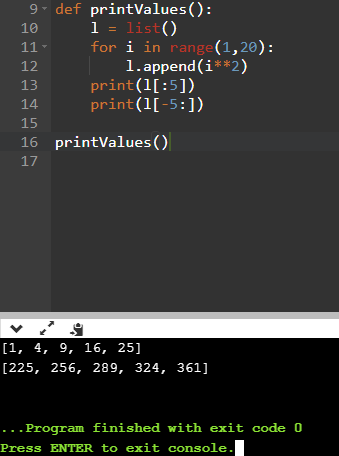 9 def printValues():
10     l = list()
11     for i in range(1,20):
12         l.append(i**2)
13     print(l[:5])
14     print(l[-5:])
15
16 printValues()
17
[1, 4, 9, 16, 25]
[225, 256, 289, 324, 361]
...Program finished with exit code 0
Press ENTER to exit console.